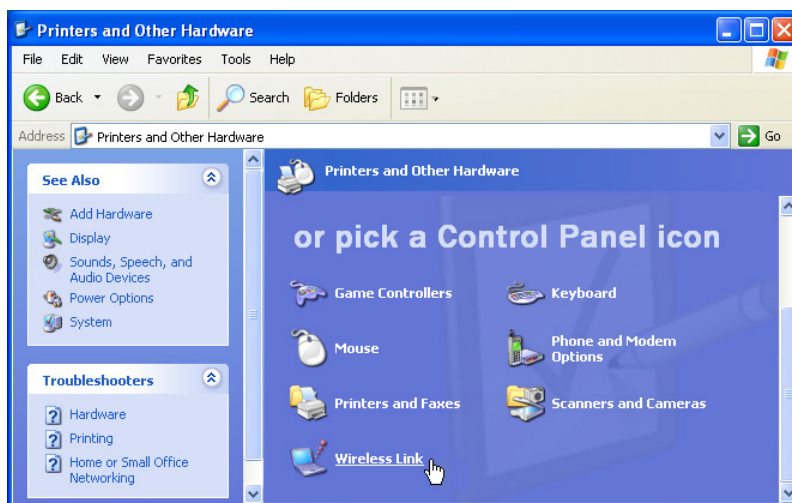 Printers and Other Hardware
File Edit View Favorites Tools Help
Back Search Folders
Address Printers and Other Hardware Go
See Also
Add Hardware
Display
Sounds, Speech, and
Audio Devices
Power Options
System
Troubleshooters
Hardware
Printing
Home or Small Office
Networking
Printers and Other Hardware
or pick a Control Panel icon
Game Controllers
Keyboard
Mouse
Phone and Modem
Options
Printers and Faxes
Scanners and Cameras
Wireless Link